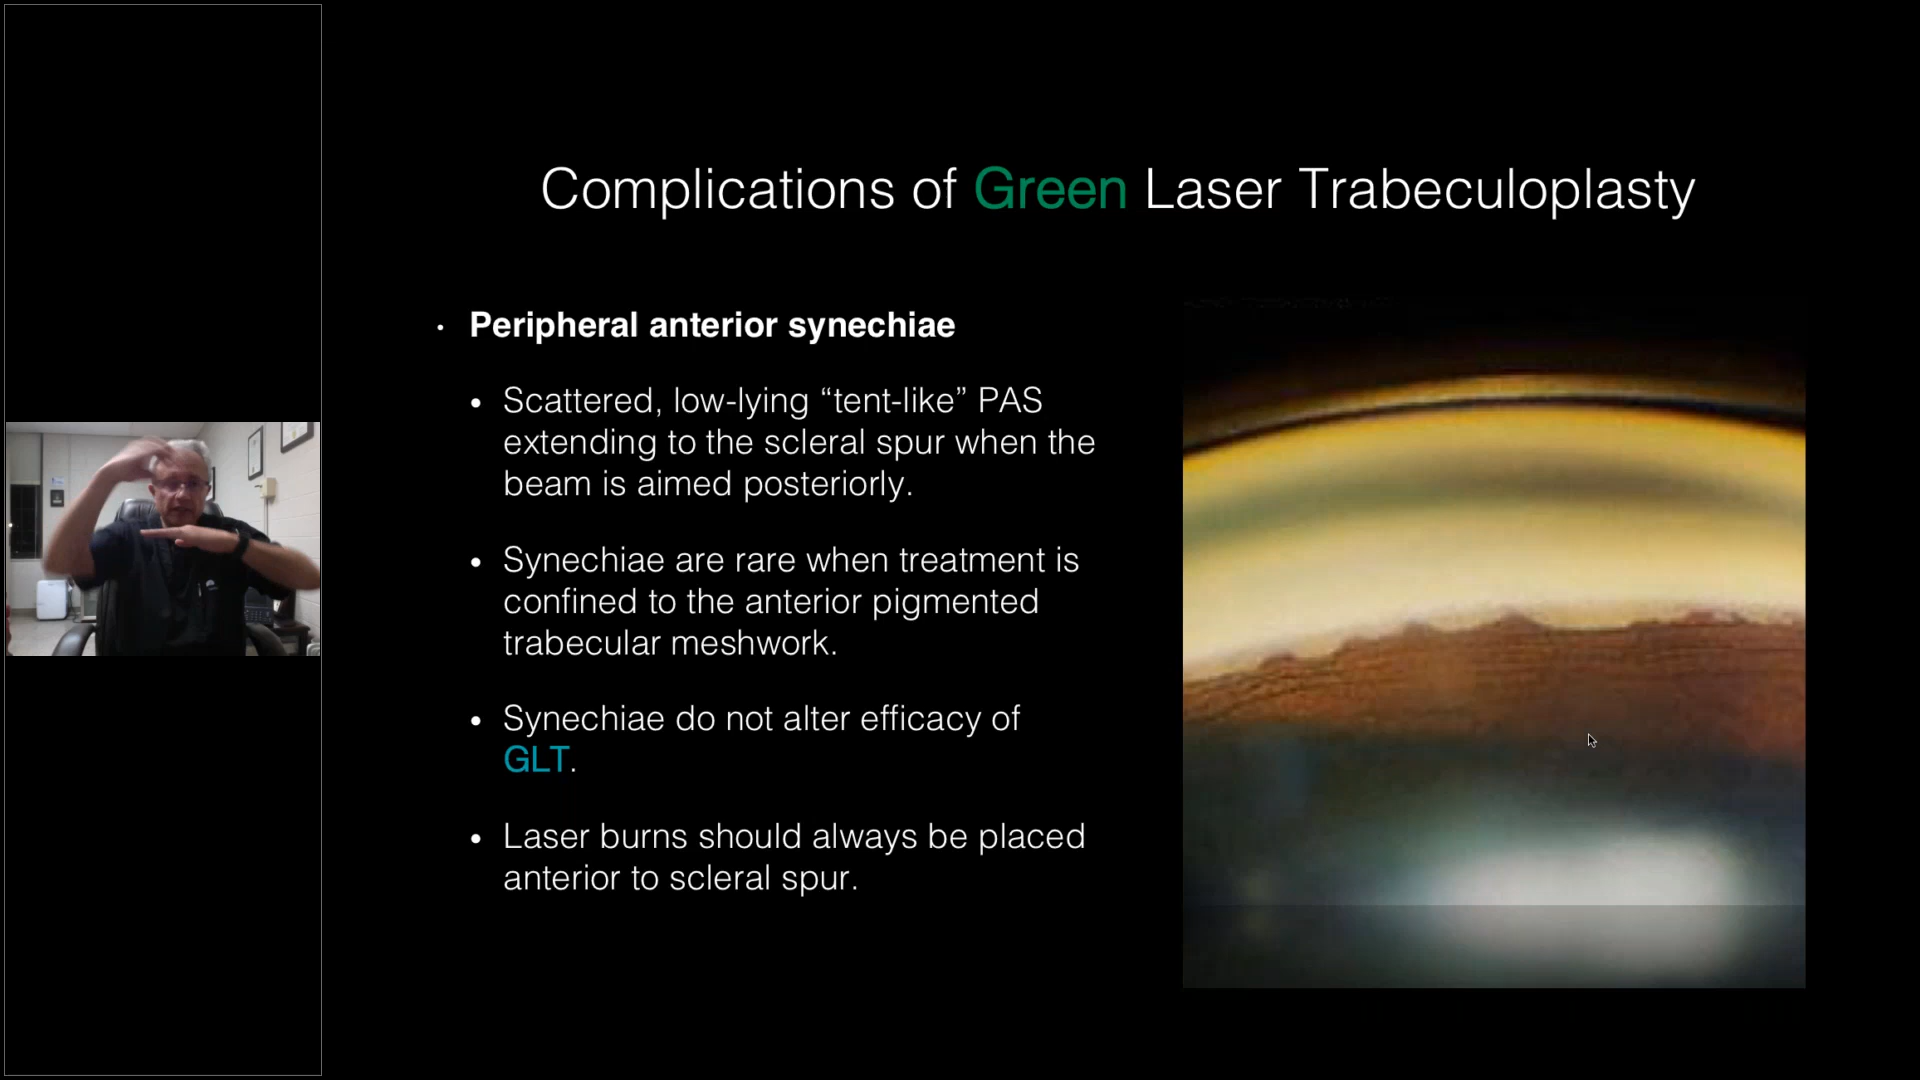 Complications of Green Laser Trabeculoplasty
• Peripheral anterior synechiae
• Scattered, low-lying “tent-like” PAS
extending to the scleral spur when the
beam is aimed posteriorly.
• Synechiae are rare when treatment is
confined to the anterior pigmented
trabecular meshwork.
• Synechiae do not alter efficacy of
GLT.
• Laser burns should always be placed
anterior to scleral spur.